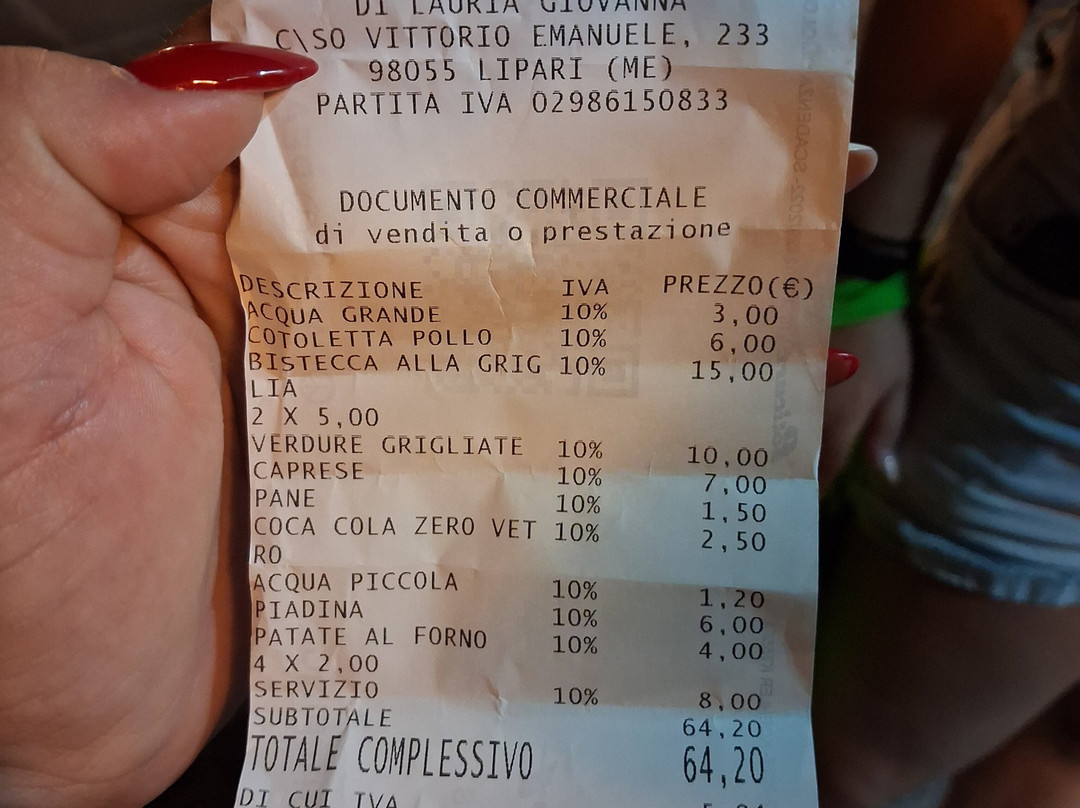 DI LAURIA GIOVANNA
C\SO VITTORIO EMANUELE, 233
98055 LIPARI (ME)
PARTITA IVA 02986150833
DOCUMENTO COMMERCIALE
di vendita o prestazione
DESCRIZIONE IVA PREZZO(€)
ACQUA GRANDE 10% 3,00
COTOLETTA POLLO 10% 6,00
BISTECCA ALLA GRIG 10% 15,00
LIA
2 X 5,00
VERDURE GRIGLIATE 10% 10,00
CAPRESE 10% 7,00
PANE 10% 1,50
COCA COLA ZERO VET 10% 2,50
RO
ACQUA PICCOLA 10% 1,20
PIADINA 10% 6,00
PATATE AL FORNO 10% 4,00
4 X 2,00
SERVIZIO 10% 8,00
SUBTOTALE 64,20
TOTALE COMPLESSIVO 64,20
DI CUI IVA